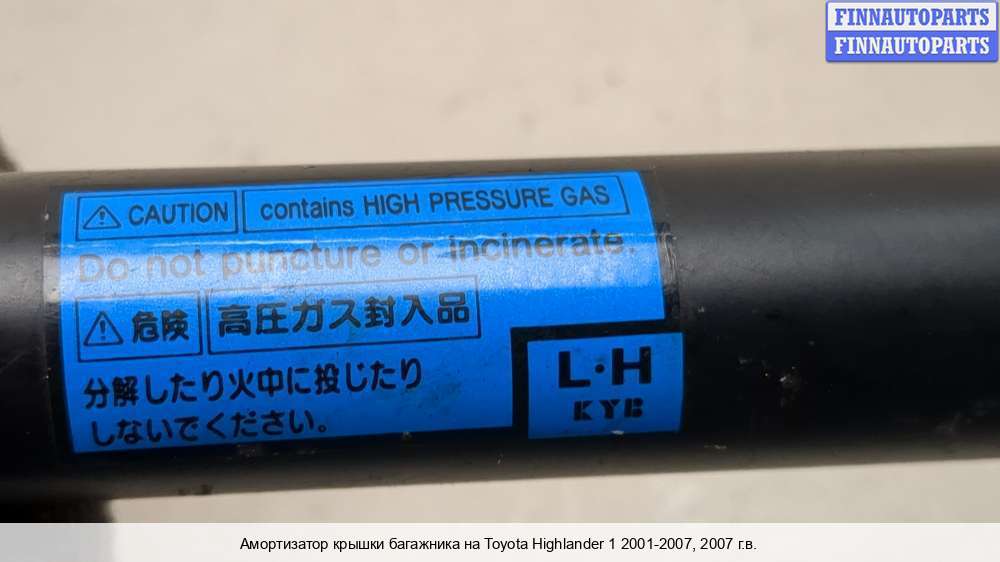 FINNAUTOPARTS
FINNAUTOPARTS
⚠ CAUTION contains HIGH PRESSURE GAS
Do not puncture or incinerate.
⚠ 危険 高圧ガス封入品
分解したり火中に投じたり
しないでください。
L·H
KYB
Амортизатор крышки багажника на Toyota Highlander 1 2001-2007, 2007 г.в.